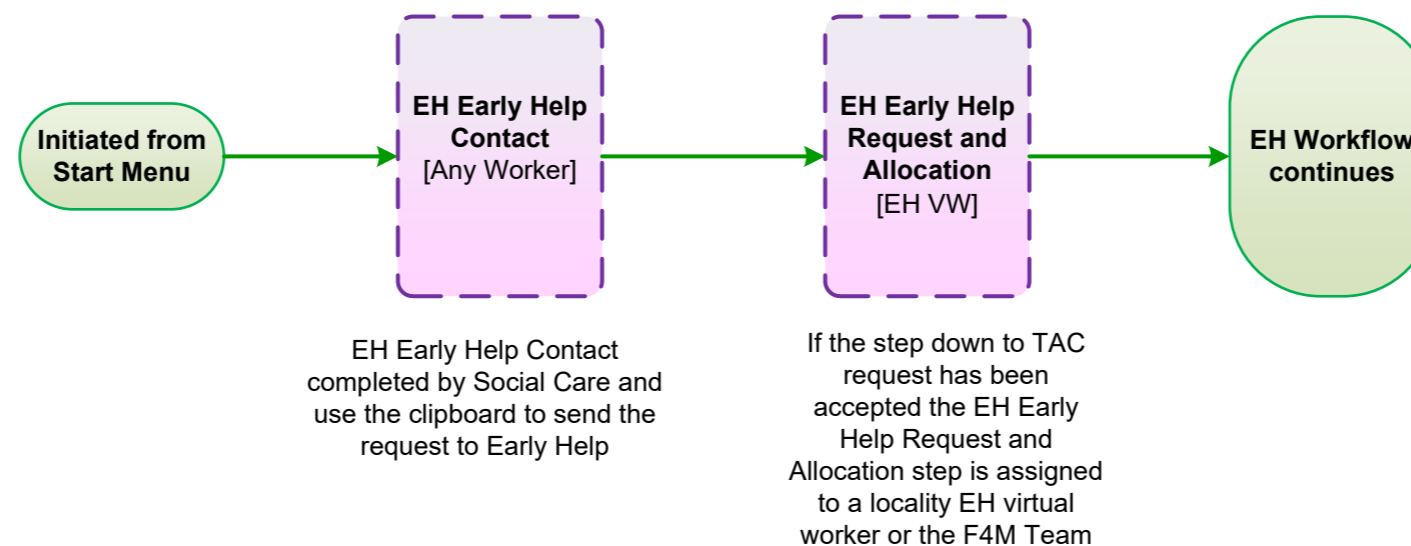 Initiated from
Start Menu
EH Early Help
Contact
[Any Worker]
EH Early Help
Request and
Allocation
[EH VW]
EH Workflow
continues
EH Early Help Contact
completed by Social Care and
use the clipboard to send the
request to Early Help
If the step down to TAC
request has been
accepted the EH Early
Help Request and
Allocation step is assigned
to a locality EH virtual
worker or the F4M Team